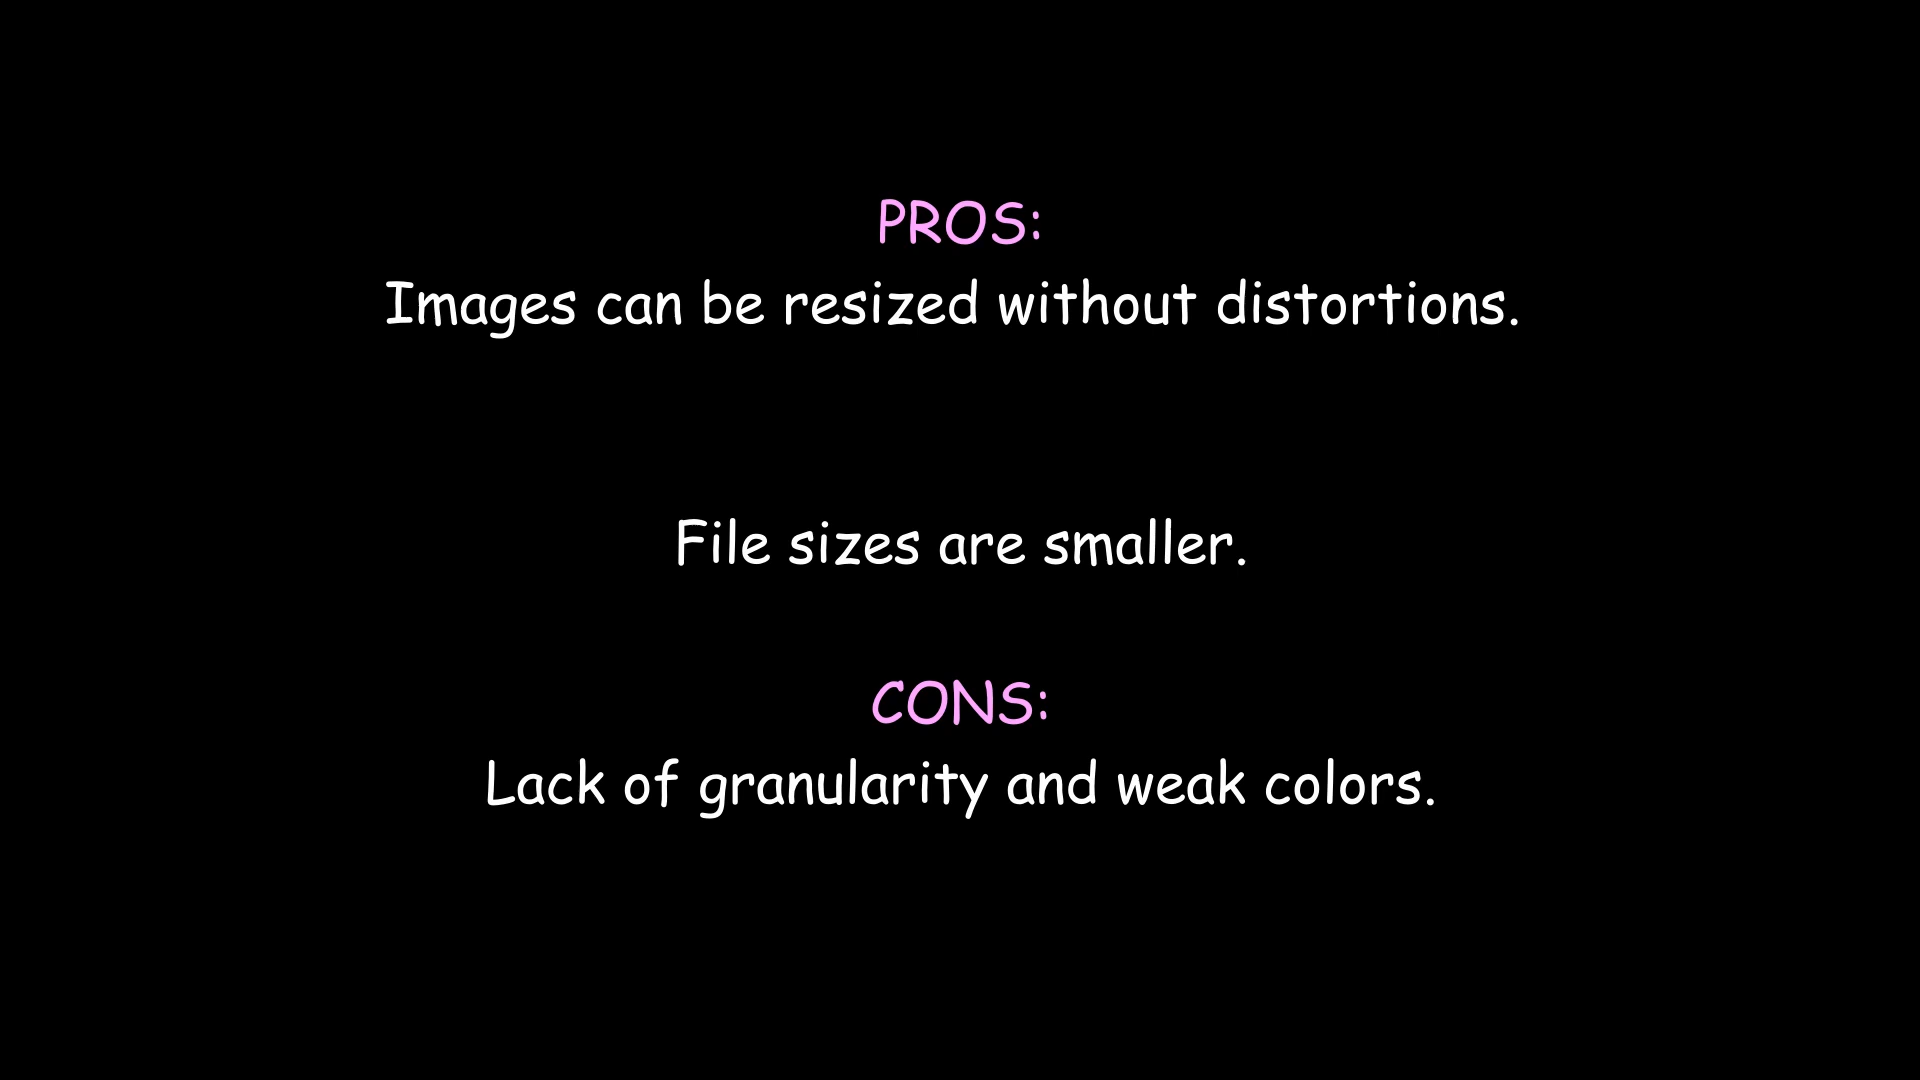 PROS:
Images can be resized without distortions.
File sizes are smaller.
CONS:
Lack of granularity and weak colors.